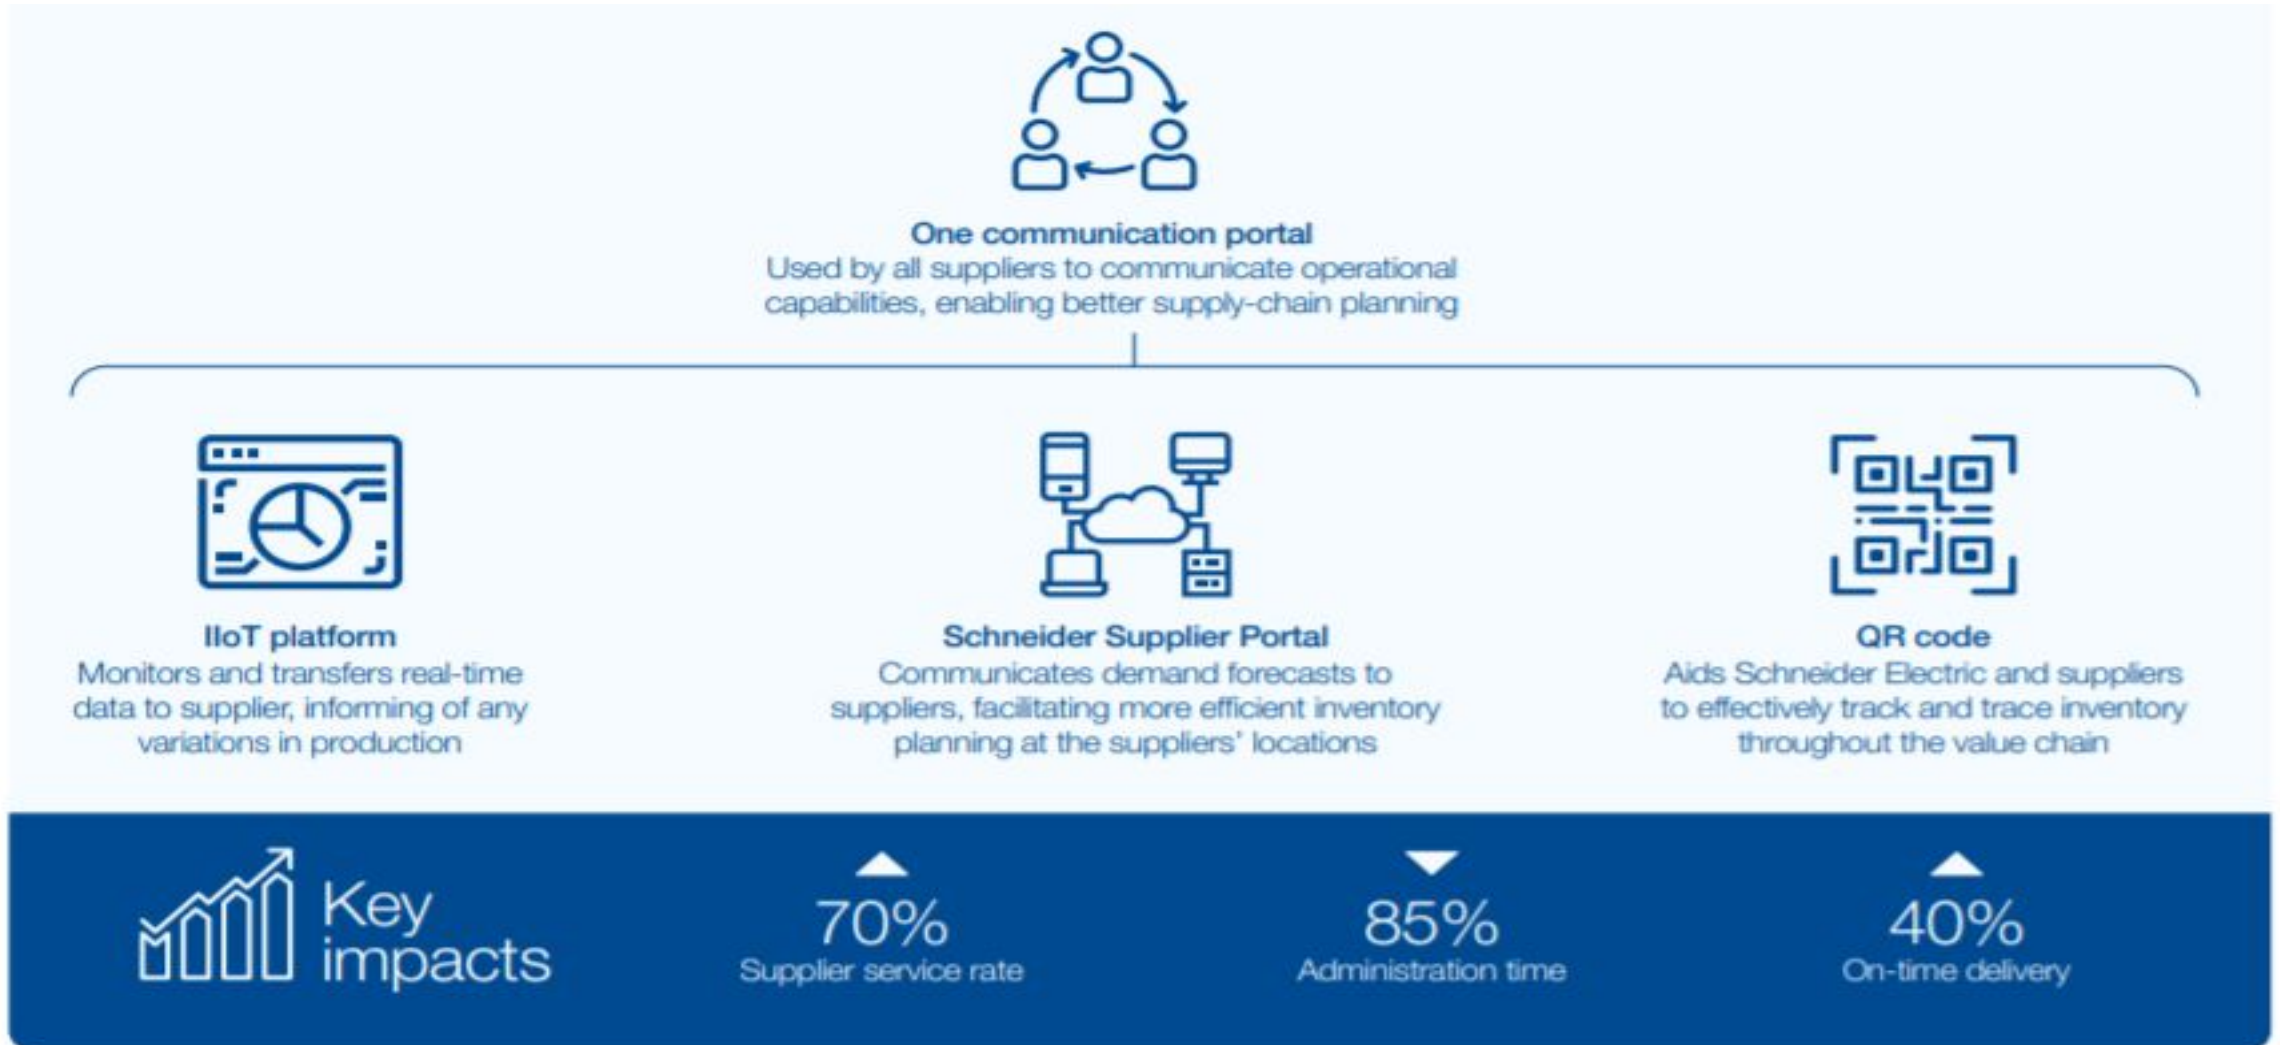 One communication portal
Used by all suppliers to communicate operational
capabilities, enabling better supply-chain planning
IIoT platform
Monitors and transfers real-time
data to supplier, informing of any
variations in production
Schneider Supplier Portal
Communicates demand forecasts to
suppliers, facilitating more efficient inventory
planning at the suppliers' locations
QR code
Aids Schneider Electric and suppliers
to effectively track and trace inventory
throughout the value chain
Key
impacts
70%
Supplier service rate
85%
Administration time
40%
On-time delivery